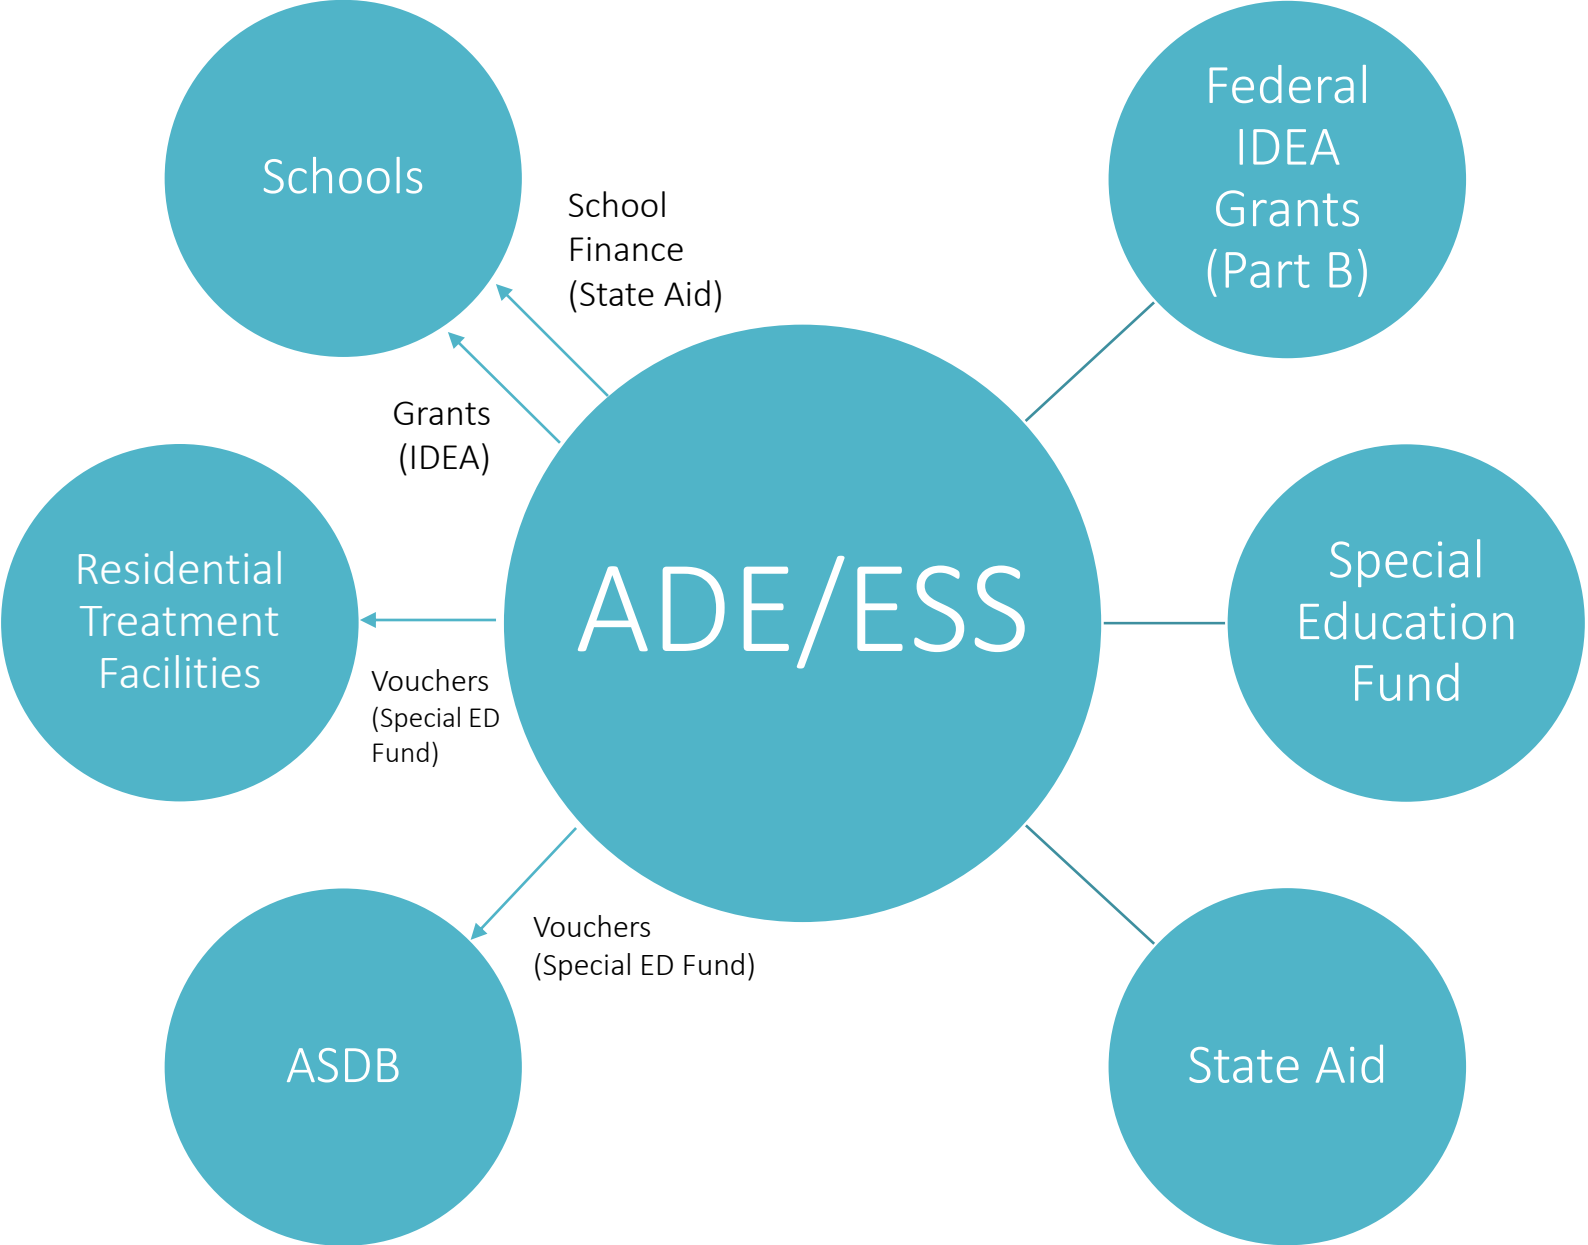 Schools
School
Finance
(State Aid)
Grants
(IDEA)
Federal
IDEA
Grants
(Part B)
Residential
Treatment
Facilities
Vouchers
(Special ED
Fund)
ADE/ESS
Special
Education
Fund
ASDB
Vouchers
(Special ED Fund)
State Aid